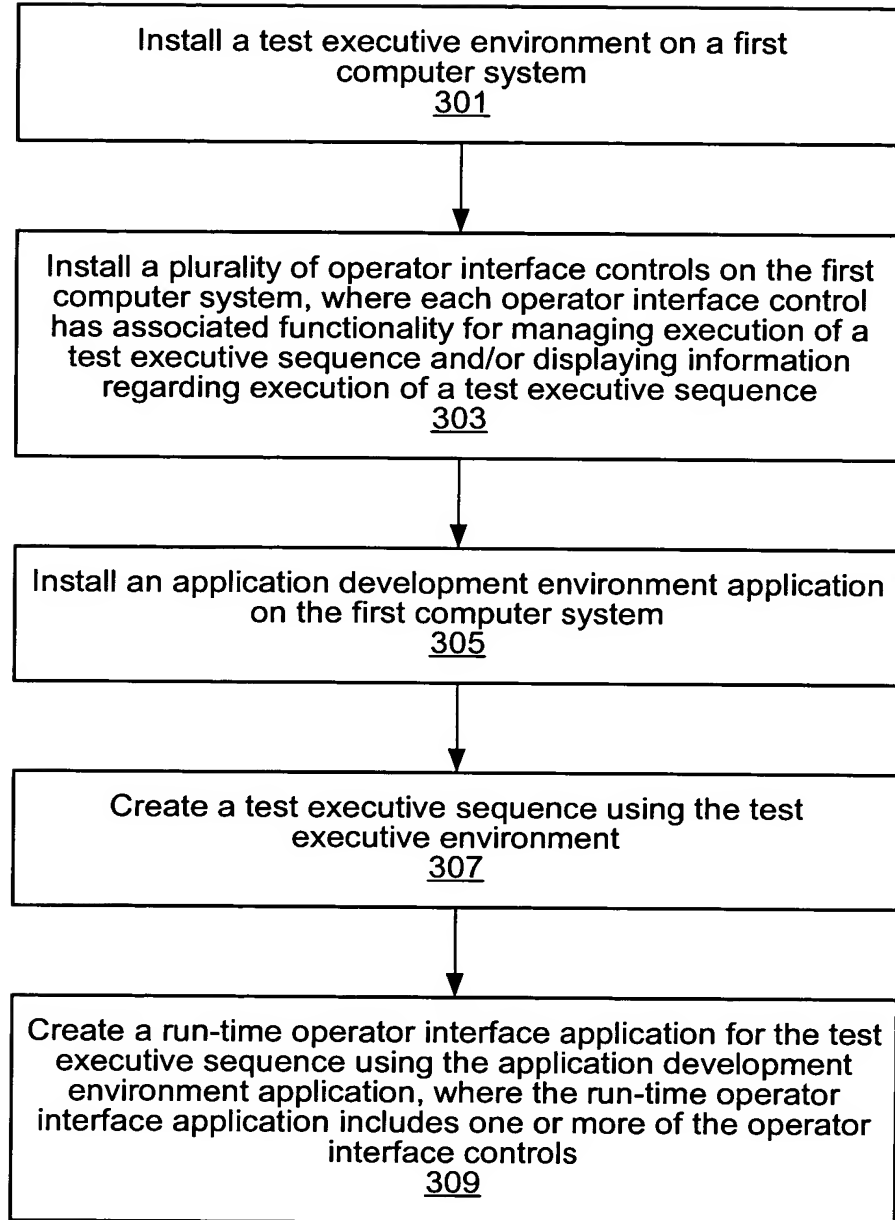 Install a test executive environment on a first
computer system
301
Install a plurality of operator interface controls on the first
computer system, where each operator interface control
has associated functionality for managing execution of a
test executive sequence and/or displaying information
regarding execution of a test executive sequence
303
Install an application development environment application
on the first computer system
305
Create a test executive sequence using the test
executive environment
307
Create a run-time operator interface application for the test
executive sequence using the application development
environment application, where the run-time operator
interface application includes one or more of the operator
interface controls
309